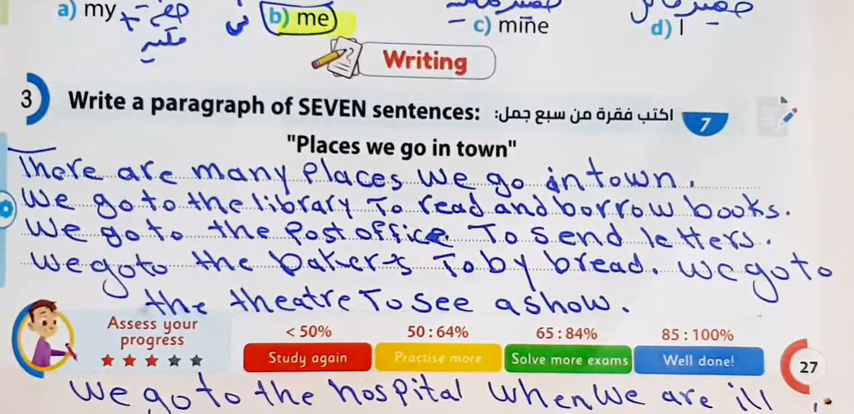 a) my
b) me
c) mine
d) I
Writing
3 Write a paragraph of SEVEN sentences: اكتب فقرة من سبع جمل: 7
"Places we go in town"
There are many places we go in town.
We go to the library To read and borrow books.
We go to the Post office To send letters.
We go to the baker's To by bread. We go to
the theatre To see a show.
Assess your progress
< 50% 50 : 64% 65 : 84% 85 : 100%
Study again Practise more Solve more exams Well done!
27
We go to the hospital when we are ill.